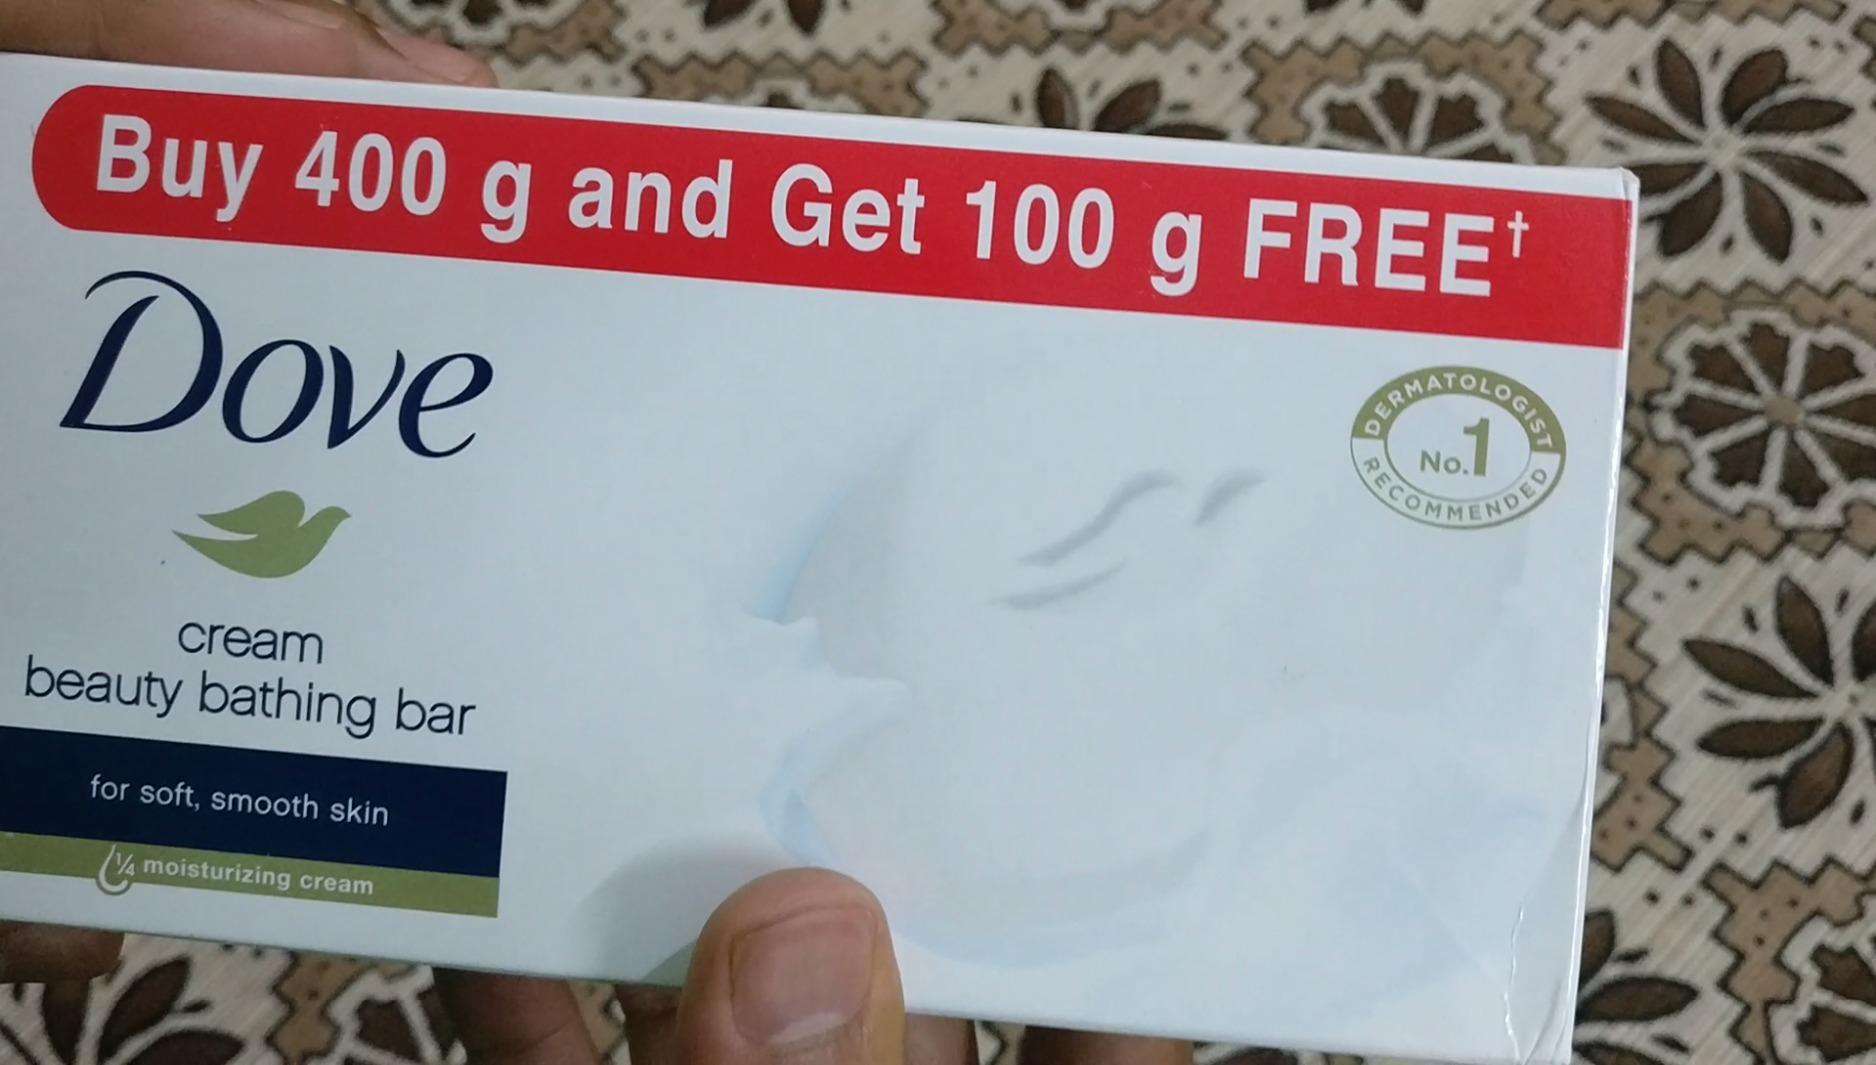 Buy 400 g and Get 100 g FREE†
Dove
DERMATOLOGIST
No.1
RECOMMENDED
cream
beauty bathing bar
for soft, smooth skin
1/4 moisturizing cream